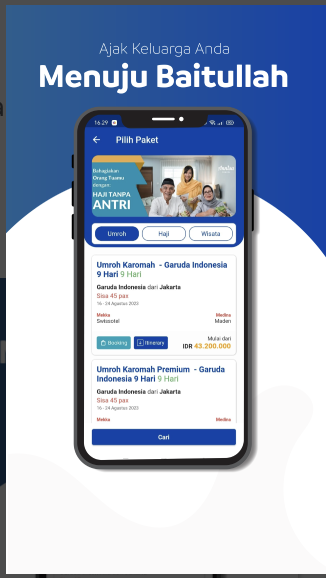 Ajak Keluarga Anda
Menuju Baitullah
16.29
Pilih Paket
Bahagiakan
Orang Tuamu
dengan:
HAJI TANPA
ANTRI
Umroh
Haji
Wisata
Umroh Karomah - Garuda Indonesia
9 Hari 9 Hari
Garuda Indonesia dari Jakarta
Sisa 45 pax
16 - 24 Agustus 2023
Mekka
Medina
Swissotel
Maden
Booking
Itinerary
Mulai dari
IDR 43.200.000
Umroh Karomah Premium - Garuda
Indonesia 9 Hari 9 Hari
Garuda Indonesia dari Jakarta
Sisa 45 pax
16 - 24 Agustus 2023
Mekka
Medina
Cari